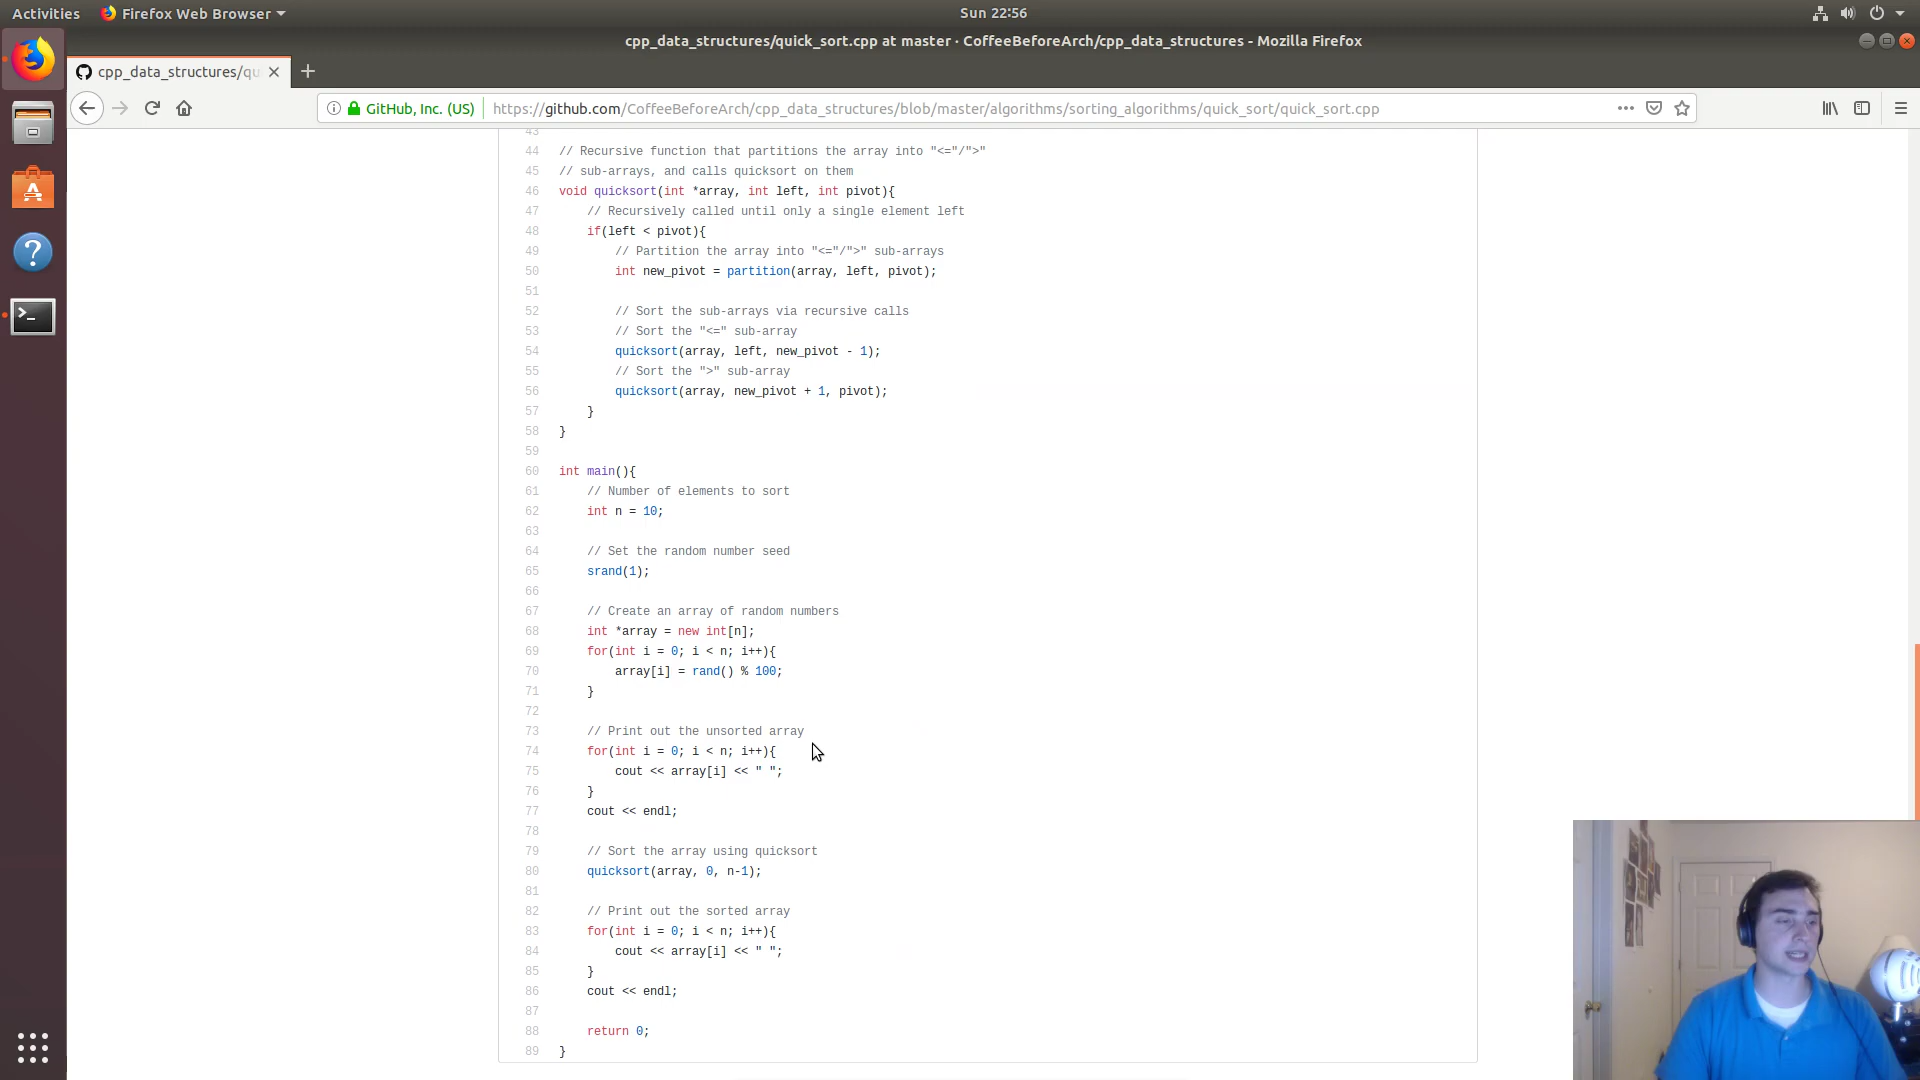 Activities
Firefox Web Browser
Sun 22:56
cpp_data_structures/quick_sort.cpp at master · CoffeeBeforeArch/cpp_data_structures - Mozilla Firefox
cpp_data_structures/qu
GitHub, Inc. (US)
https://github.com/CoffeeBeforeArch/cpp_data_structures/blob/master/algorithms/sorting_algorithms/quick_sort/quick_sort.cpp
43
44 // Recursive function that partitions the array into "<="/">"
45 // sub-arrays, and calls quicksort on them
46 void quicksort(int *array, int left, int pivot){
47 // Recursively called until only a single element left
48 if(left < pivot){
49 // Partition the array into "<="/">" sub-arrays
50 int new_pivot = partition(array, left, pivot);
51
52 // Sort the sub-arrays via recursive calls
53 // Sort the "<=" sub-array
54 quicksort(array, left, new_pivot - 1);
55 // Sort the ">" sub-array
56 quicksort(array, new_pivot + 1, pivot);
57 }
58 }
59
60 int main(){
61 // Number of elements to sort
62 int n = 10;
63
64 // Set the random number seed
65 srand(1);
66
67 // Create an array of random numbers
68 int *array = new int[n];
69 for(int i = 0; i < n; i++){
70 array[i] = rand() % 100;
71 }
72
73 // Print out the unsorted array
74 for(int i = 0; i < n; i++){
75 cout << array[i] << " ";
76 }
77 cout << endl;
78
79 // Sort the array using quicksort
80 quicksort(array, 0, n-1);
81
82 // Print out the sorted array
83 for(int i = 0; i < n; i++){
84 cout << array[i] << " ";
85 }
86 cout << endl;
87
88 return 0;
89 }